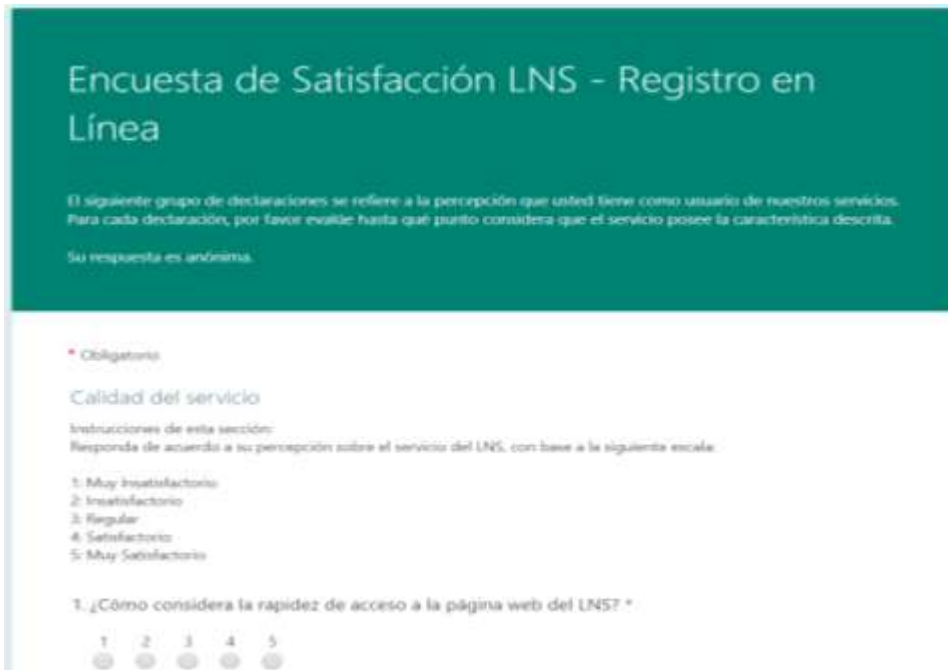 Encuesta de Satisfacción LNS - Registro en
Línea
El siguiente grupo de declaraciones se refiere a la percepción que usted tiene como usuario de nuestros servicios.
Para cada declaración, por favor evalúe hasta qué punto considera que el servicio posee la característica descrita.
Su respuesta es anónima.
* Obligatorio
Calidad del servicio
Instrucciones de esta sección:
Responda de acuerdo a su percepción sobre el servicio del LNS, con base a la siguiente escala:
1: Muy Insatisfactorio
2: Insatisfactorio
3: Regular
4: Satisfactorio
5: Muy Satisfactorio
1. ¿Cómo considera la rapidez de acceso a la página web del LNS? *
1 2 3 4 5